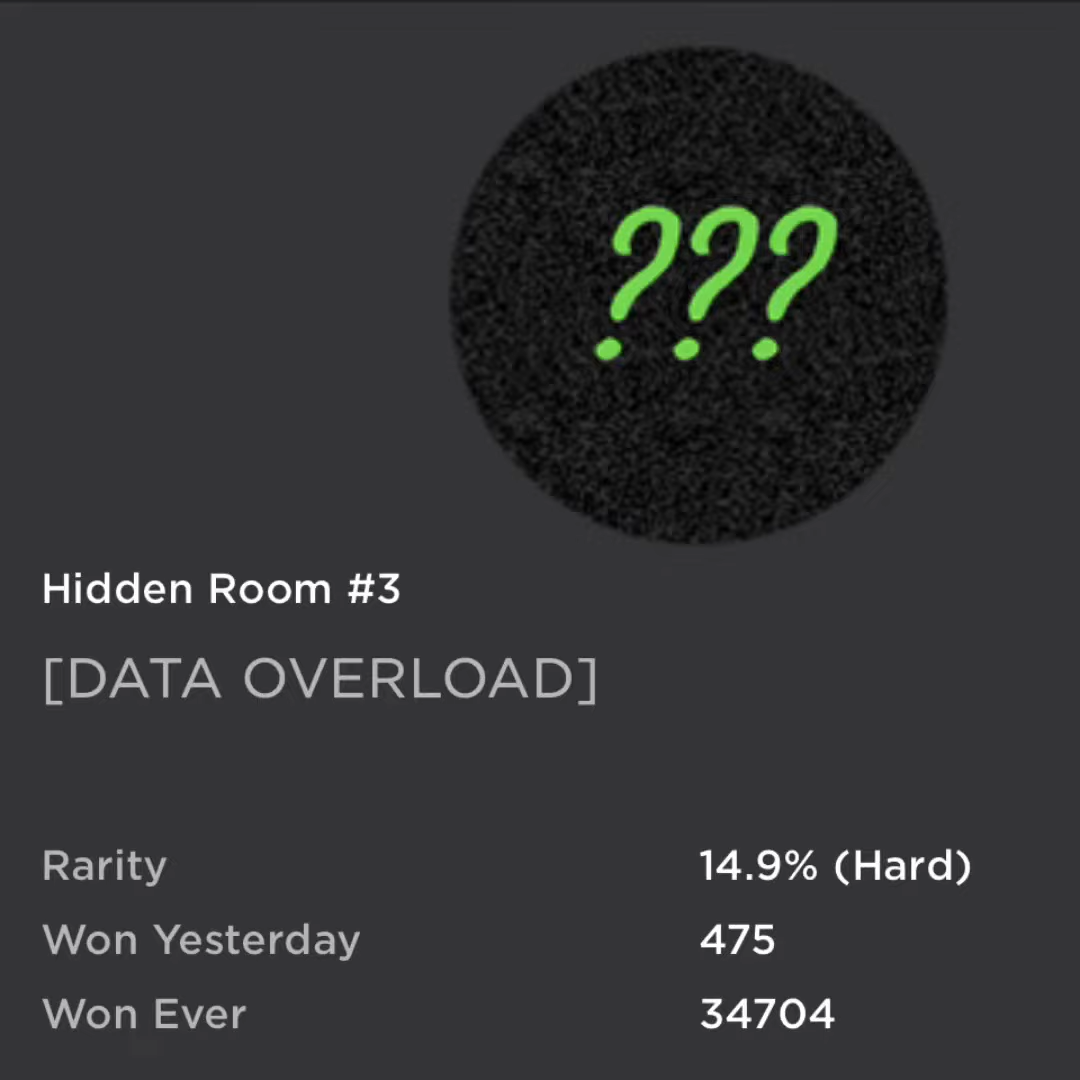 ???
Hidden Room #3
[DATA OVERLOAD]
Rarity 14.9% (Hard)
Won Yesterday 475
Won Ever 34704